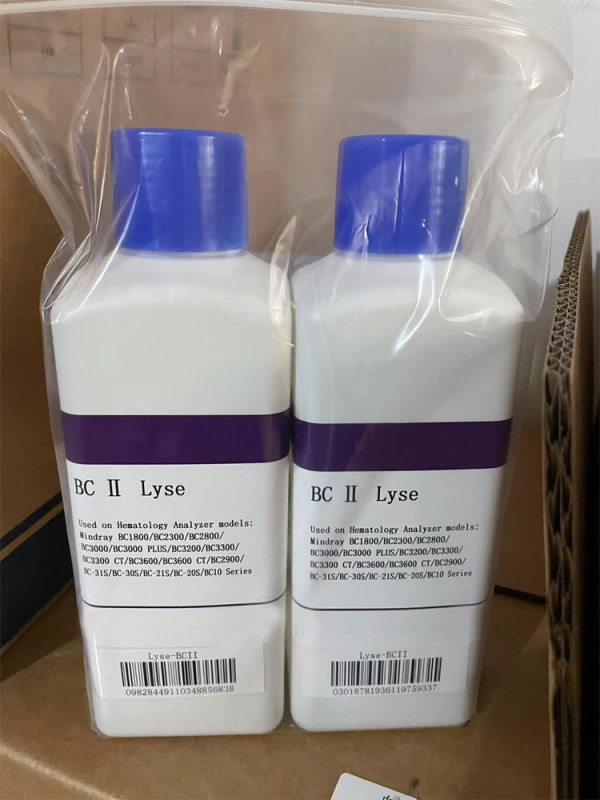 BC II Lyse
Used on Hematology Analyzer models:
Mindray BC1800/BC2300/BC2800/
BC3000/BC3000 PLUS/BC3200/BC3300/
BC3300 CT/BC3600/BC3600 CT/BC2900/
BC-31S/BC-30S/BC-21S/BC-20S/BC10 Series
Lyse-BCII
09828449110348856838
BC II Lyse
Used on Hematology Analyzer models:
Mindray BC1800/BC2300/BC2800/
BC3000/BC3000 PLUS/BC3200/BC3300/
BC3300 CT/BC3600/BC3600 CT/BC2900/
BC-31S/BC-30S/BC-21S/BC-20S/BC10 Series
Lyse-BCII
03018781936119759337